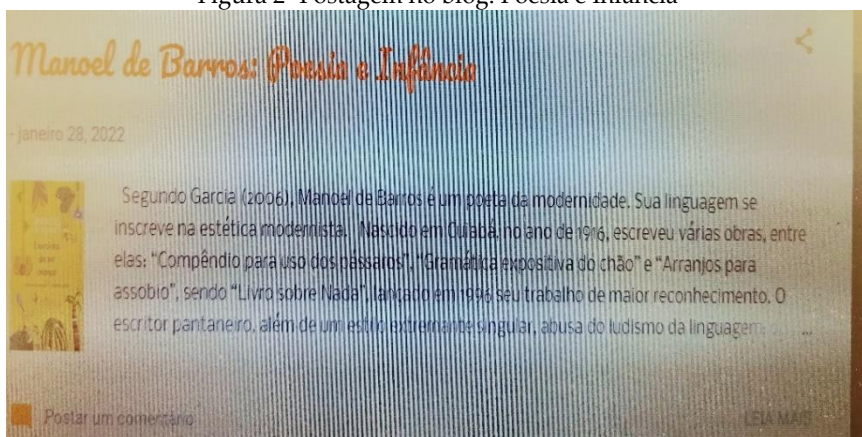 Figura 2- Postagem no blog: Poesia e Infância
Manoel de Barros: Poesia e Infância
- janeiro 28, 2022
Segundo Garcia (2006), Manoel de Barros é um poeta da modernidade. Sua linguagem se
inscreve na estética modernista. Nascido em Cuiabá, no ano de 1916, escreveu várias obras, entre
elas: “Compêndio para uso dos pássaros”, “Gramática expositiva do chão” e “Arranjos para
assobio”, sendo “Livro sobre Nada”, lançado em 1996 seu trabalho de maior reconhecimento. O
escritor pantaneiro, além de um estilo extremante singular, abusa do ludismo da linguagem
Postar um comentário
LEIA MAIS